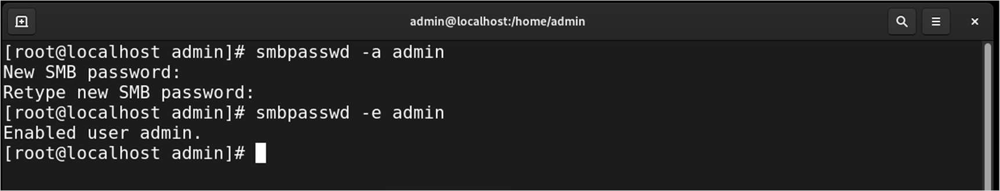 admin@localhost:/home/admin
[root@localhost admin]# smbpasswd -a admin
New SMB password:
Retype new SMB password:
[root@localhost admin]# smbpasswd -e admin
Enabled user admin.
[root@localhost admin]#